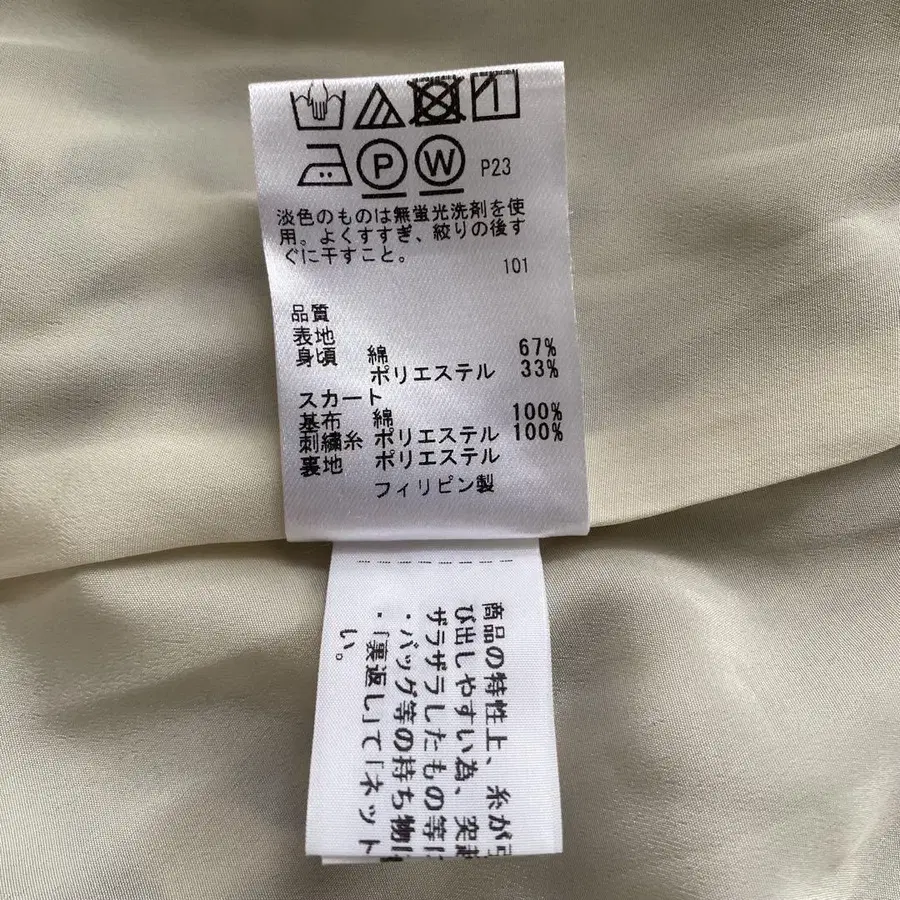 P W P23
淡色のものは無蛍光洗剤を使
用。よくすすぎ、絞りの後す
ぐに干すこと。
101
品質
表地
身頃 綿 67%
ポリエステル 33%
スカート
基布 綿 100%
刺繍糸 ポリエステル 100%
裏地 ポリエステル
フィリピン製
商品の特性上、糸が引
び出しやすい為、突起
ザラザラしたもの等に
・バッグ等の持ち物に
・「裏返し」て「ネット
い。